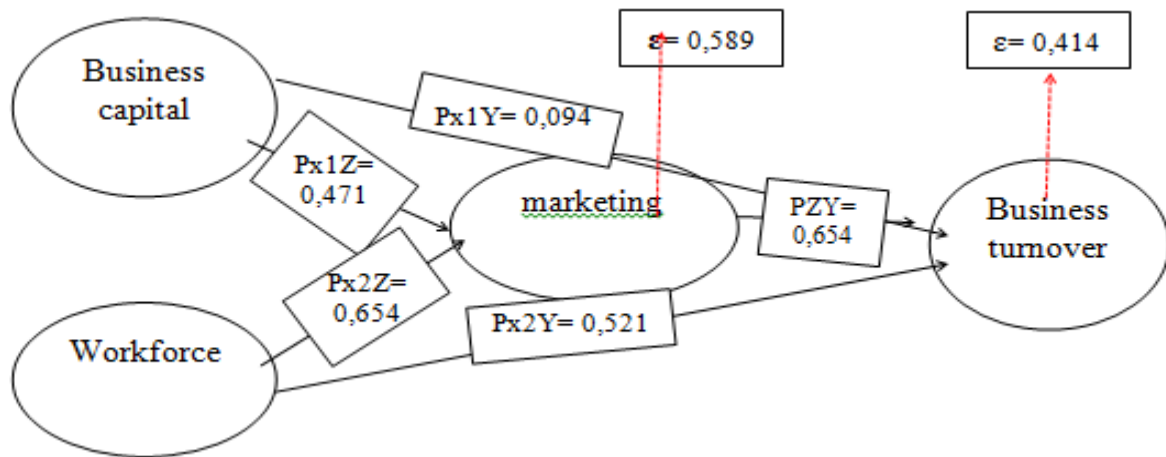 ε= 0,589
ε= 0,414
Business
capital
Px1Y= 0,094
Px1Z=
0,471
marketing
PZY=
0,654
Business
turnover
Px2Z=
0,654
Px2Y= 0,521
Workforce